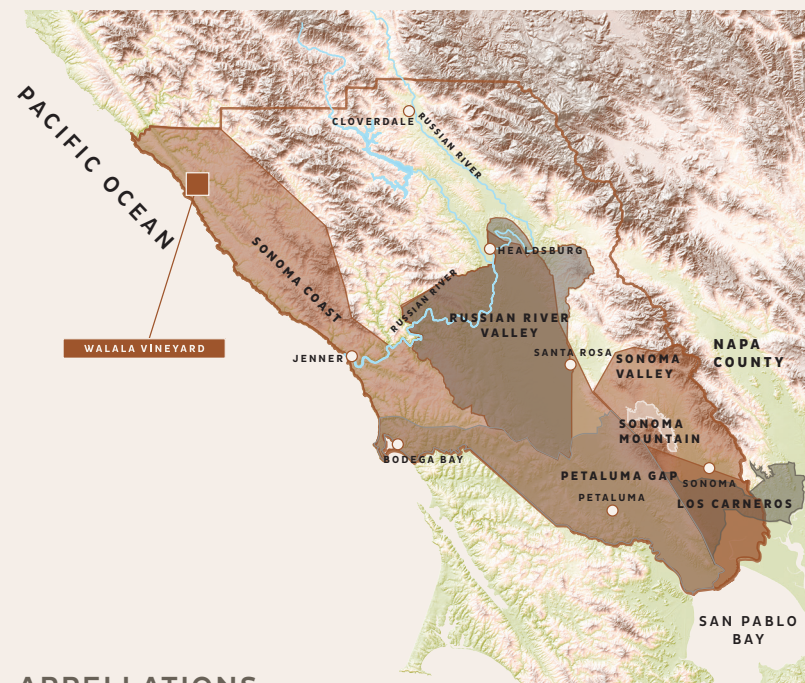 PACIFIC OCEAN
CLOVERDALE
RUSSIAN RIVER
HEALDSBURG
SONOMA COAST
RUSSIAN RIVER
RUSSIAN RIVER
VALLEY
WALALA VINEYARD
JENNER
SANTA ROSA
SONOMA
VALLEY
NAPA
COUNTY
SONOMA
MOUNTAIN
BODEGA BAY
PETALUMA GAP
SONOMA
PETALUMA
LOS CARNEROS
SAN PABLO
BAY
APPELLATIONS